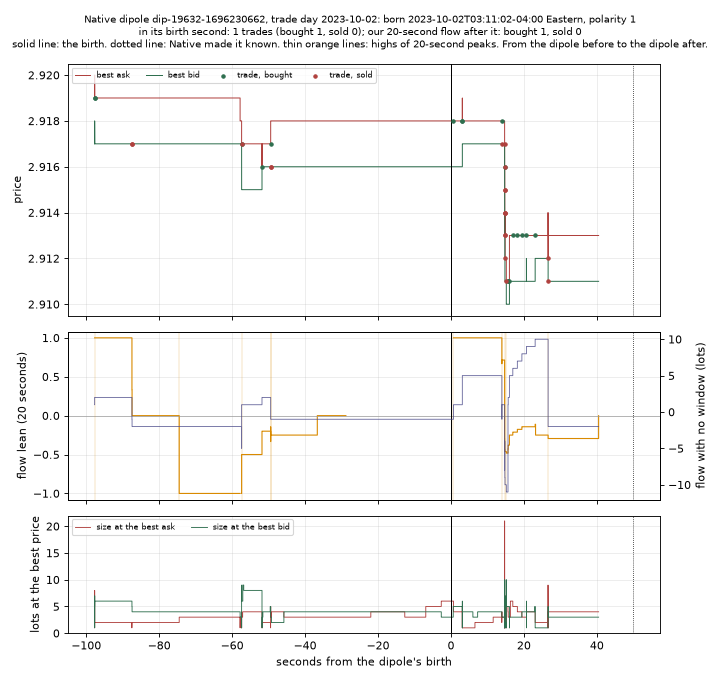 Native dipole dip-19632-1696230662, trade day 2023-10-02: born 2023-10-02T03:11:02-04:00 Eastern, polarity 1
in its birth second: 1 trades (bought 1, sold 0); our 20-second flow after it: bought 1, sold 0
solid line: the birth. dotted line: Native made it known. thin orange lines: highs of 20-second peaks. From the dipole before to the dipole after.
best ask
best bid
trade, bought
trade, sold
2.920
2.918
2.916
2.914
2.912
2.910
price
1.0
0.5
0.0
−0.5
−1.0
flow lean (20 seconds)
10
5
0
−5
−10
flow with no window (lots)
size at the best ask
size at the best bid
20
15
10
5
0
lots at the best price
−100
−80
−60
−40
−20
0
20
40
seconds from the dipole's birth